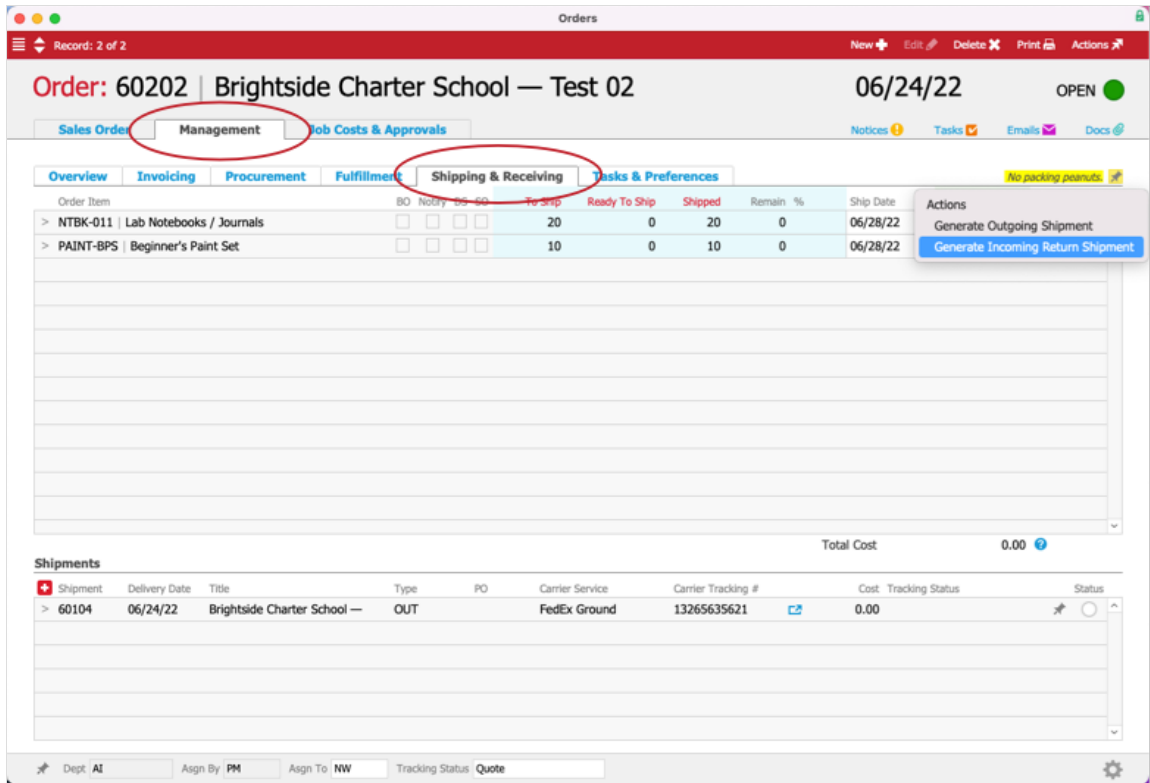 Orders
Record: 2 of 2 New Edit Delete Print Actions
Order: 60202 | Brightside Charter School — Test 02 06/24/22 OPEN
Sales Order Management Job Costs & Approvals Notices Tasks Emails Docs
Overview Invoicing Procurement Fulfillment Shipping & Receiving Tasks & Preferences No packing peanuts.
Order Item BO Notify DS SO To Ship Ready To Ship Shipped Remain % Ship Date
Actions
> NTBK-011 | Lab Notebooks / Journals 20 0 20 0 06/28/22
Generate Outgoing Shipment
> PAINT-BPS | Beginner's Paint Set 10 0 10 0 06/28/22
Generate Incoming Return Shipment
Total Cost 0.00 ?
Shipments
Shipment Delivery Date Title Type PO Carrier Service Carrier Tracking # Cost Tracking Status Status
> 60104 06/24/22 Brightside Charter School — OUT FedEx Ground 13265635621 0.00
Dept AI Asgn By PM Asgn To NW Tracking Status Quote